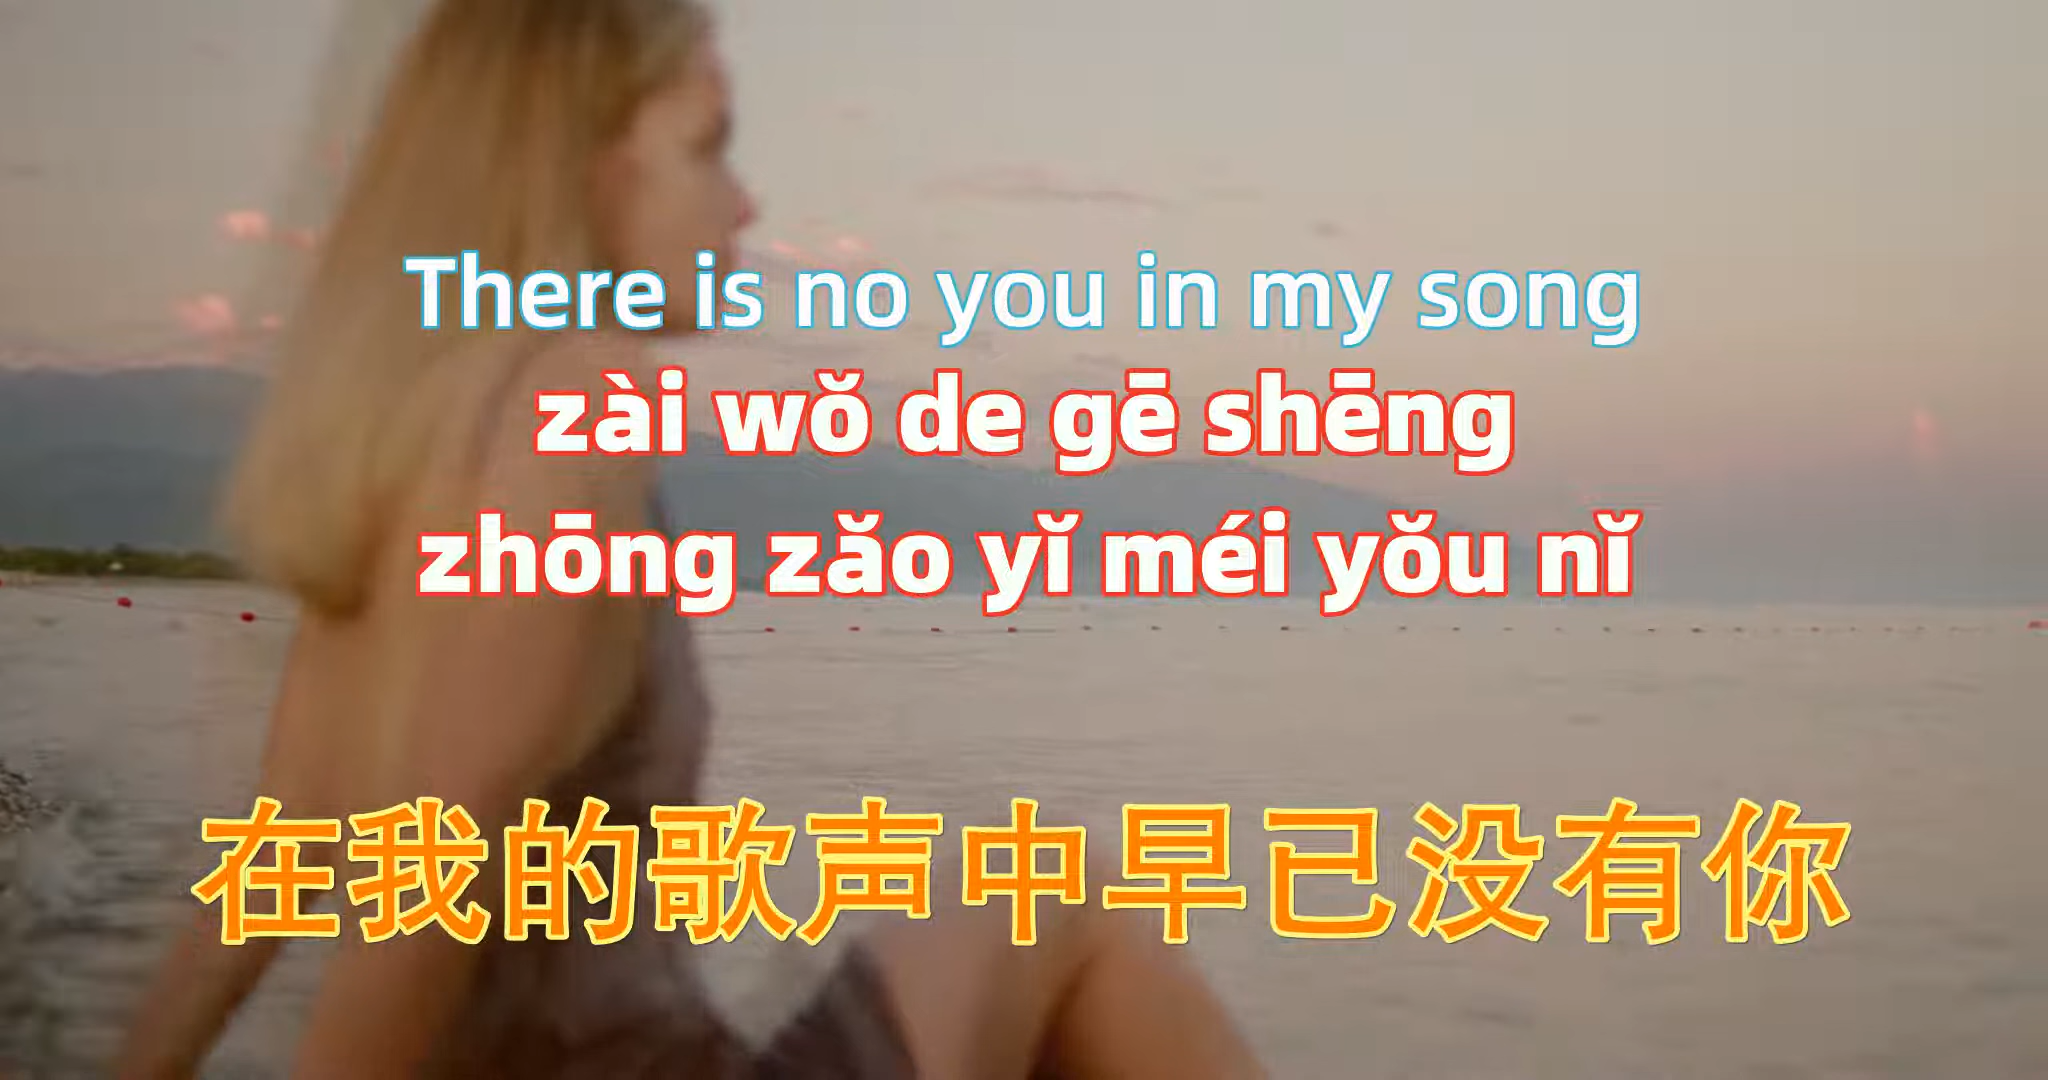 There is no you in my song
zài wǒ de gē shēng
zhōng zǎo yǐ méi yǒu nǐ
在我的歌声中早已没有你